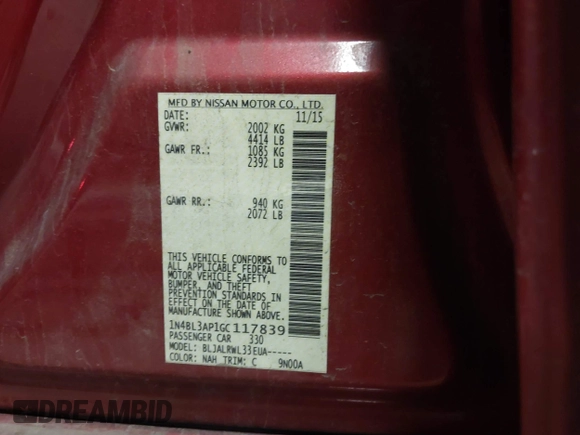 MFD BY NISSAN MOTOR CO., LTD.
DATE: 11/15
GVWR: 2002 KG
4414 LB
GAWR FR.: 1085 KG
2392 LB
GAWR RR.: 940 KG
2072 LB
THIS VEHICLE CONFORMS TO
ALL APPLICABLE FEDERAL
MOTOR VEHICLE SAFETY,
BUMPER, AND THEFT
PREVENTION STANDARDS IN
EFFECT ON THE DATE OF
MANUFACTURE SHOWN ABOVE.
1N4BL3AP1GC117839
PASSENGER CAR 330
MODEL: BLJALRWL33EUA-----
COLOR: NAH TRIM: C 9N00A
DREAMBID